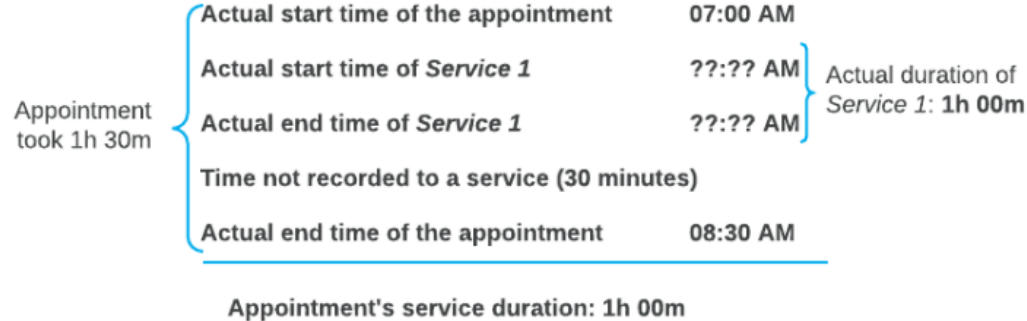 Actual start time of the appointment 07:00 AM
Actual start time of Service 1 ??:?? AM
Actual duration of
Service 1: 1h 00m
Appointment
took 1h 30m
Actual end time of Service 1 ??:?? AM
Time not recorded to a service (30 minutes)
Actual end time of the appointment 08:30 AM
Appointment's service duration: 1h 00m